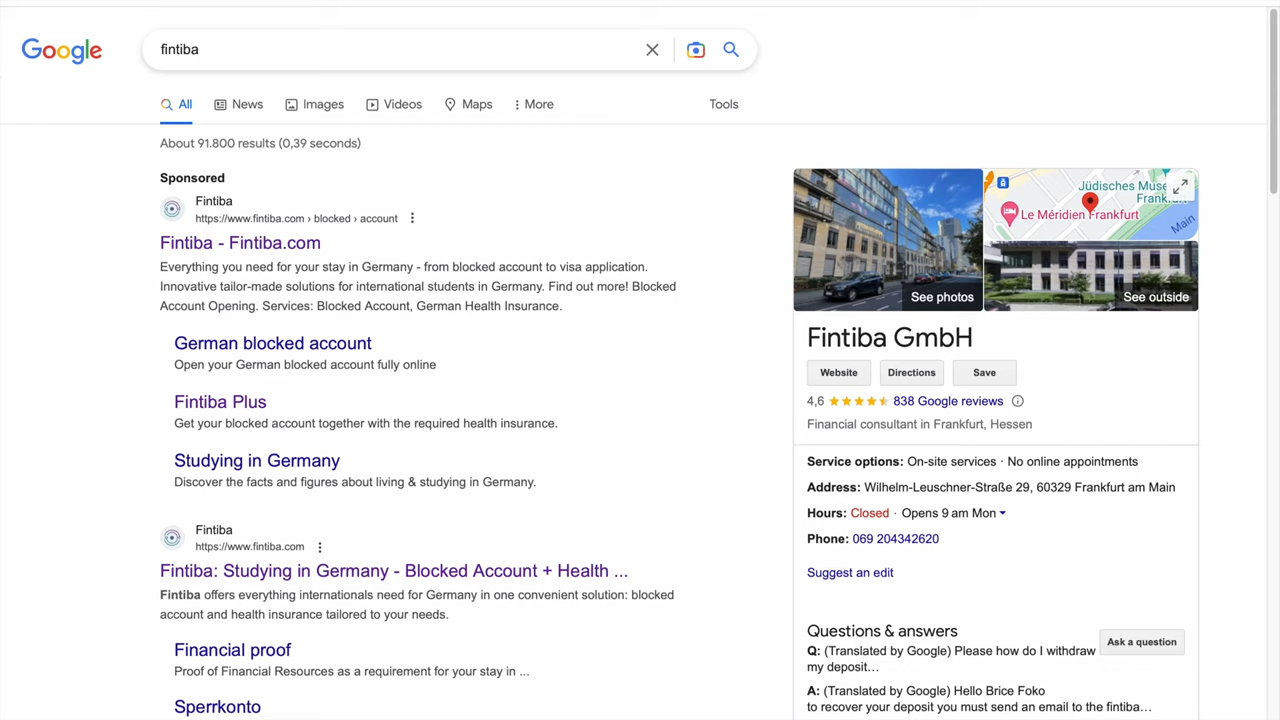 Google
fintiba
All
News
Images
Videos
Maps
More
Tools
About 91.800 results (0,39 seconds)
Sponsored
Fintiba
https://www.fintiba.com › blocked › account
Fintiba - Fintiba.com
Everything you need for your stay in Germany - from blocked account to visa application.
Innovative tailor-made solutions for international students in Germany. Find out more! Blocked
Account Opening. Services: Blocked Account, German Health Insurance.
German blocked account
Open your German blocked account fully online
Fintiba Plus
Get your blocked account together with the required health insurance.
Studying in Germany
Discover the facts and figures about living & studying in Germany.
Fintiba
https://www.fintiba.com
Fintiba: Studying in Germany - Blocked Account + Health ...
Fintiba offers everything internationals need for Germany in one convenient solution: blocked
account and health insurance tailored to your needs.
Financial proof
Proof of Financial Resources as a requirement for your stay in ...
Sperrkonto
See photos
Jüdisches Muse
Frankfurt
Le Méridien Frankfurt
Main
See outside
Fintiba GmbH
Website
Directions
Save
4,6
838 Google reviews
Financial consultant in Frankfurt, Hessen
Service options: On-site services · No online appointments
Address: Wilhelm-Leuschner-Straße 29, 60329 Frankfurt am Main
Hours: Closed · Opens 9 am Mon
Phone: 069 204342620
Suggest an edit
Questions & answers
Ask a question
Q: (Translated by Google) Please how do I withdraw
my deposit…
A: (Translated by Google) Hello Brice Foko
to recover your deposit you must send an email to the fintiba…